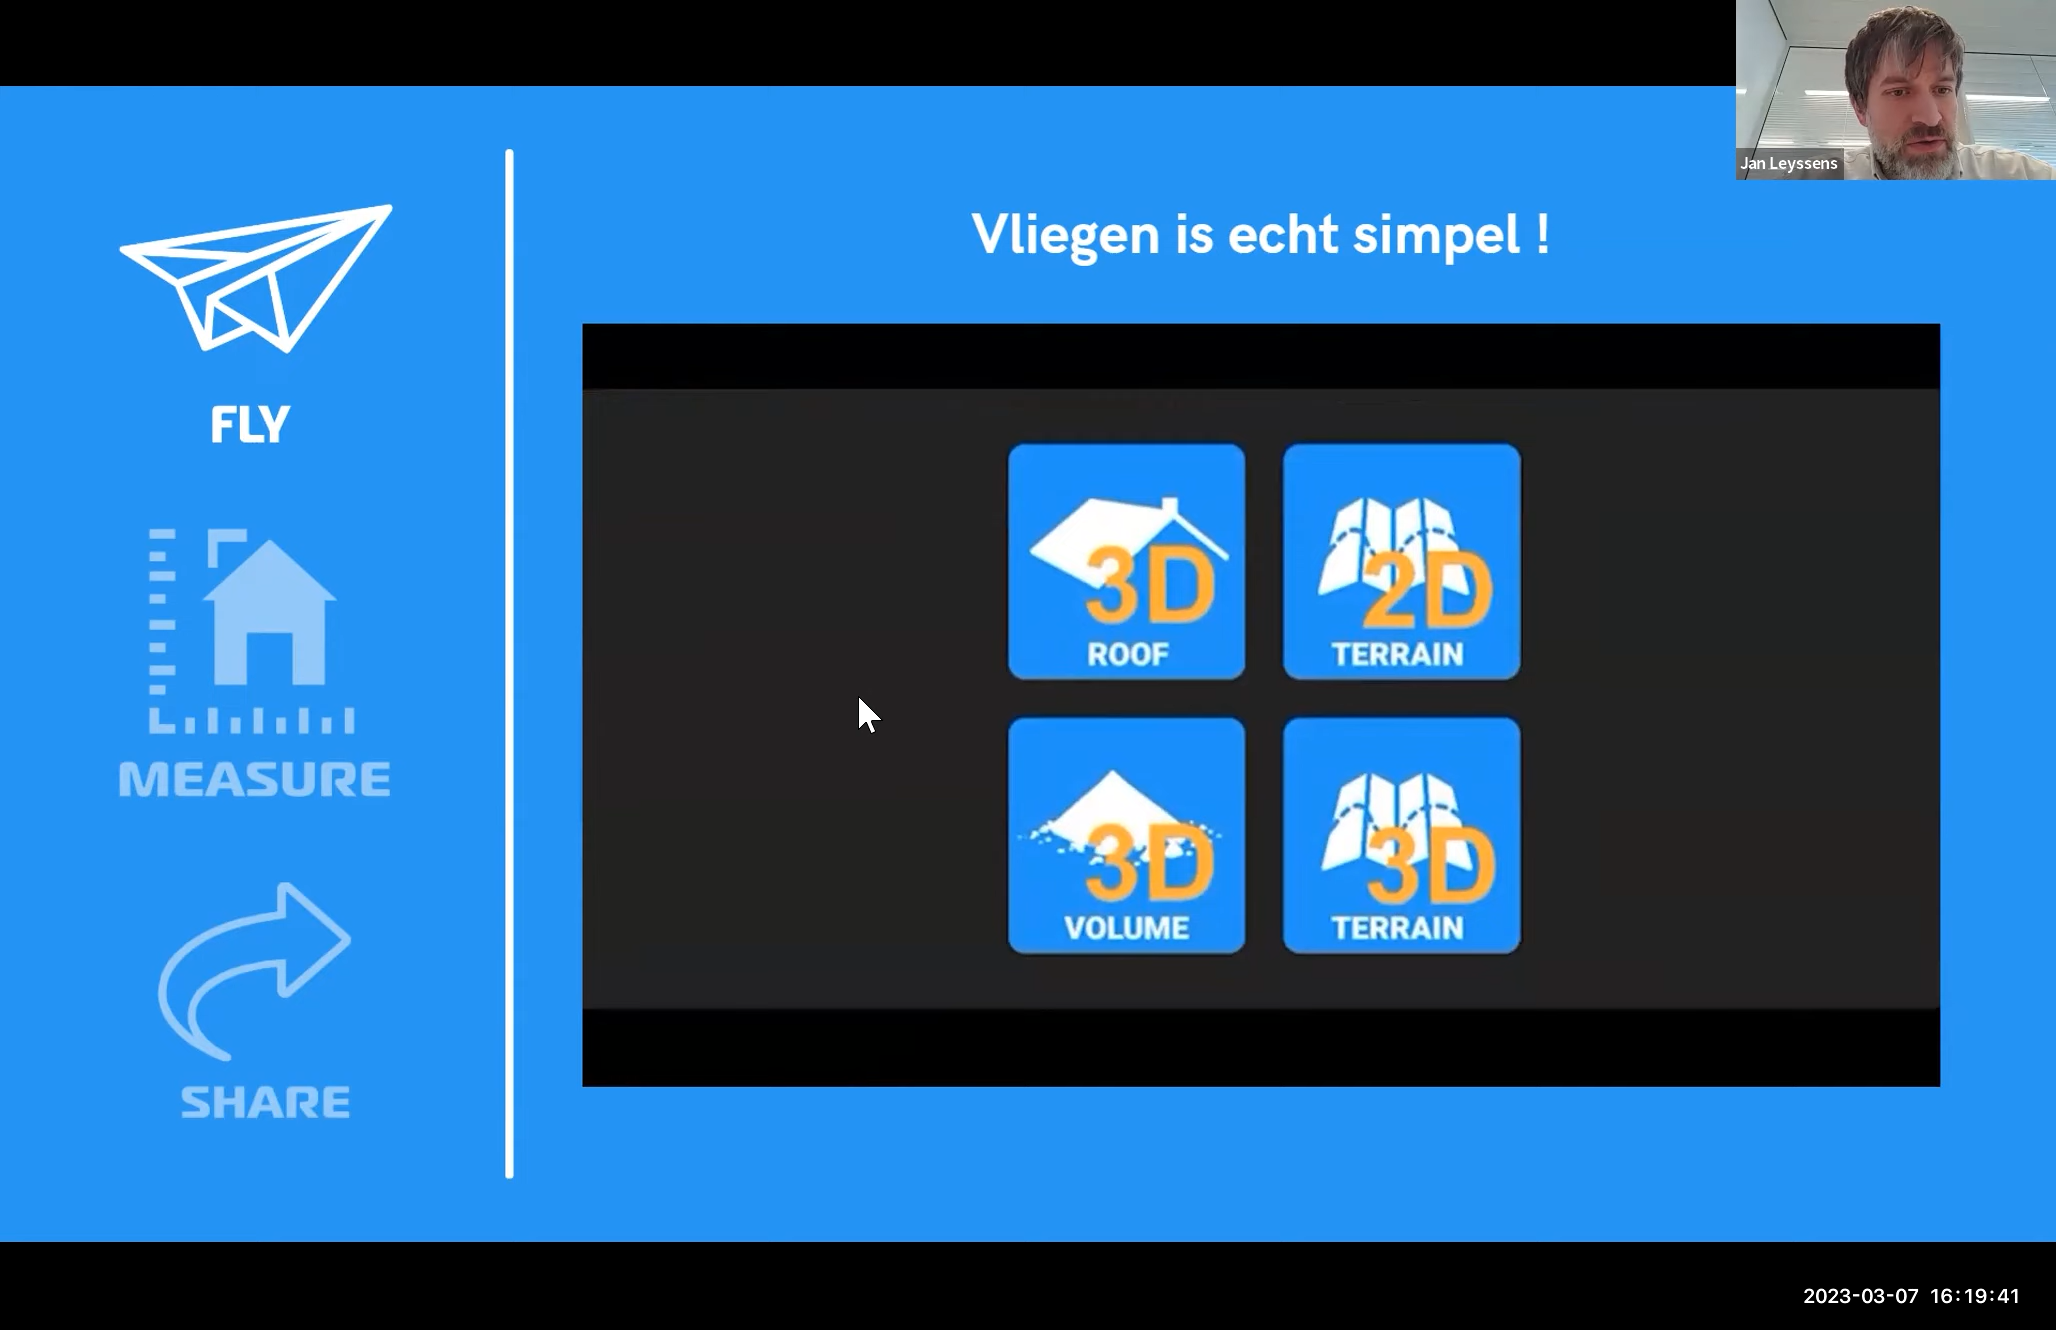 Jan Leyssens
Vliegen is echt simpel !
FLY
MEASURE
SHARE
3D
ROOF
2D
TERRAIN
3D
VOLUME
3D
TERRAIN
2023-03-07 16:19:41